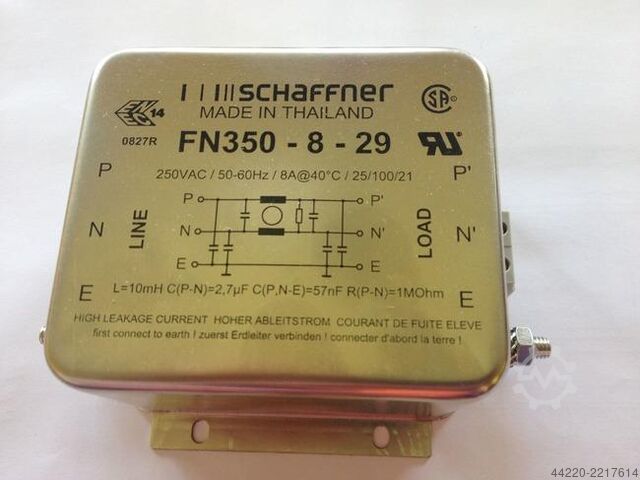 SCHAFFNER
MADE IN THAILAND
ENEC 14
0827R
FN350 - 8 - 29
250VAC / 50-60Hz / 8A@40°C / 25/100/21
P P P' P'
N LINE N N' LOAD N'
E E E E
L=10mH C(P-N)=2,7µF C(P,N-E)=57nF R(P-N)=1MOhm
HIGH LEAKAGE CURRENT HOHER ABLEITSTROM COURANT DE FUITE ELEVE
first connect to earth ! zuerst Erdleiter verbinden ! connecter d'abord la terre !
44220-2217614